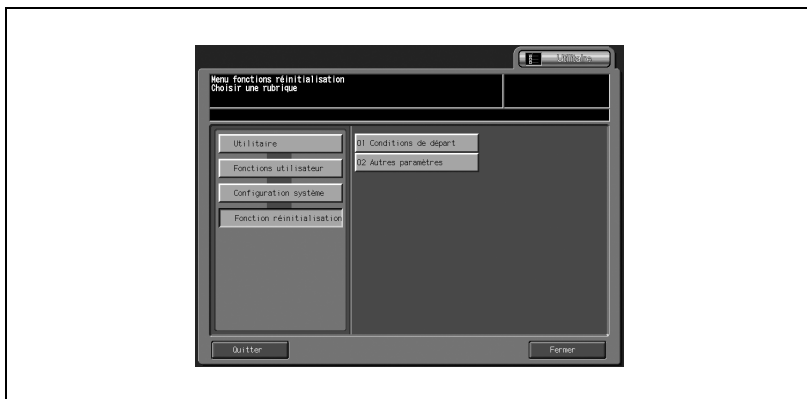 Utilitaire
Menu fonctions réinitialisation
Choisir une rubrique
Utilitaire
Fonctions utilisateur
Configuration système
Fonction réinitialisation
01 Conditions de départ
02 Autres paramètres
Quitter
Fermer